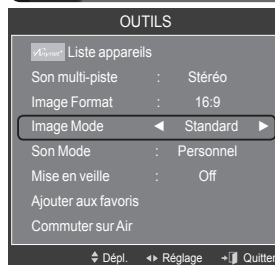 OUTILS
Anynet+ Liste appareils
Son multi-piste : Stéréo
Image Format : 16:9
Image Mode ◄ Standard ►
Son Mode : Personnel
Mise en veille : Off
Ajouter aux favoris
Commuter sur Air
Dépl. Réglage Quitter